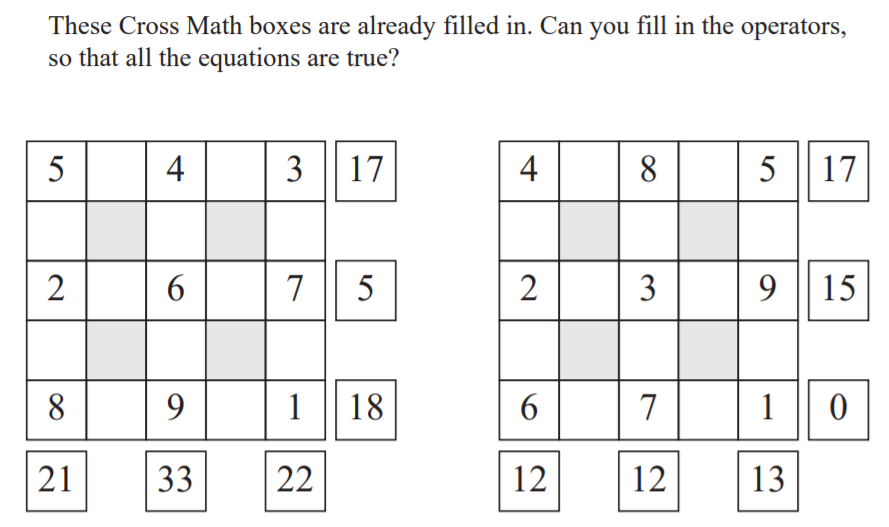 These Cross Math boxes are already filled in. Can you fill in the operators,
so that all the equations are true?
5 4 3 17 4 8 5 17
2 6 7 5 2 3 9 15
8 9 1 18 6 7 1 0
21 33 22 12 12 13